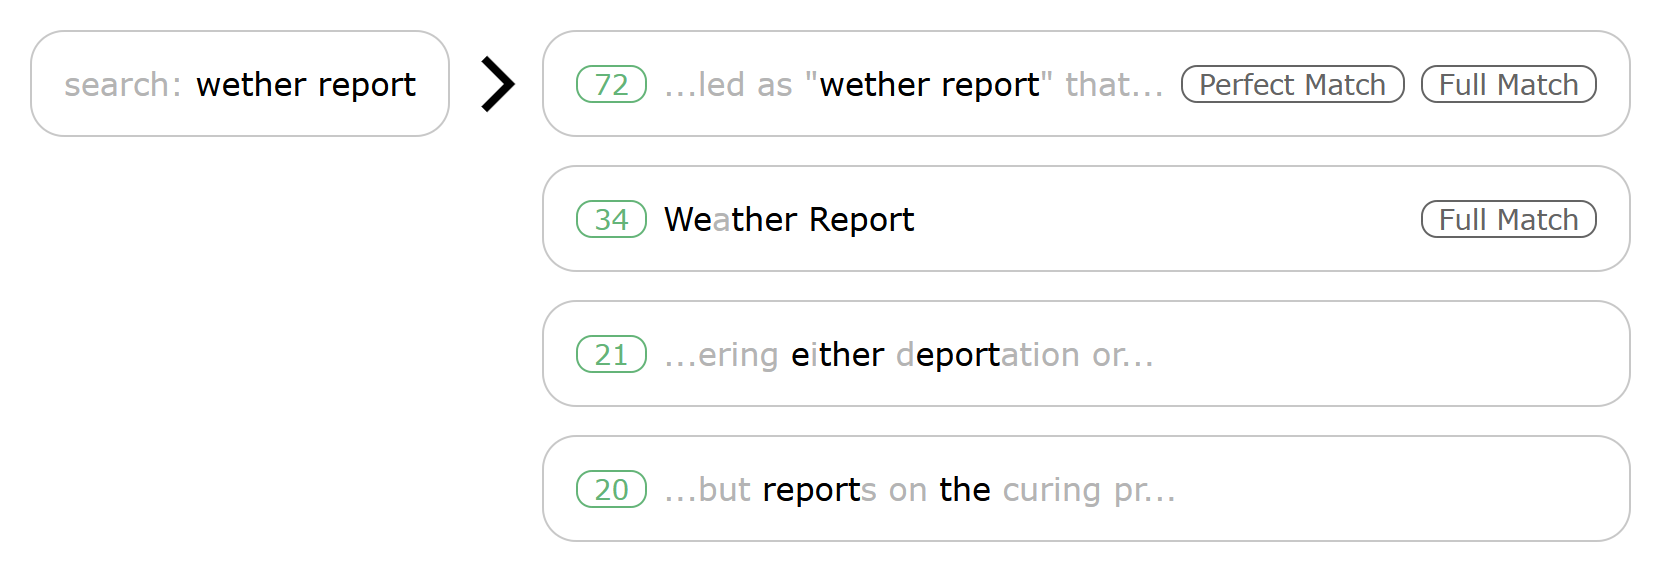 search: wether report
72 ...led as "wether report" that... Perfect Match Full Match
34 Weather Report Full Match
21 ...ering either deportation or...
20 ...but reports on the curing pr...